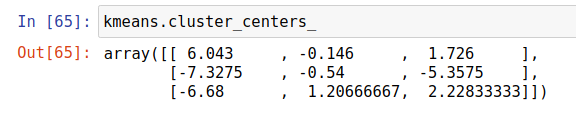 In [65]: kmeans.cluster_centers_
Out[65]: array([[ 6.043     , -0.146     ,  1.726     ],
       [-7.3275    , -0.54      , -5.3575    ],
       [-6.68      ,  1.20666667,  2.22833333]])